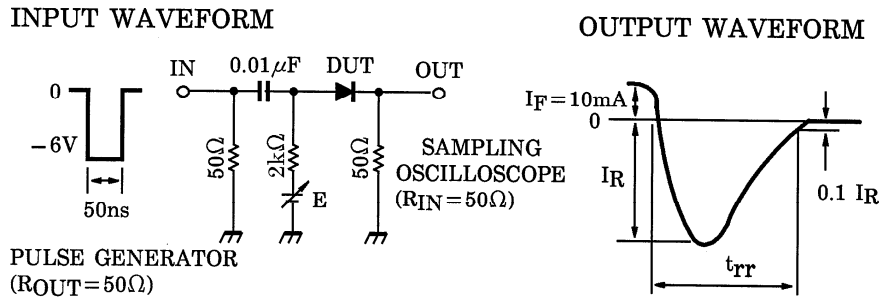 INPUT WAVEFORM
OUTPUT WAVEFORM
IN
0.01μF
DUT
OUT
0
−6V
50ns
50Ω
2kΩ
E
50Ω
SAMPLING
OSCILLOSCOPE
(RIN=50Ω)
PULSE GENERATOR
(ROUT=50Ω)
IF=10mA
0
IR
0.1 IR
trr